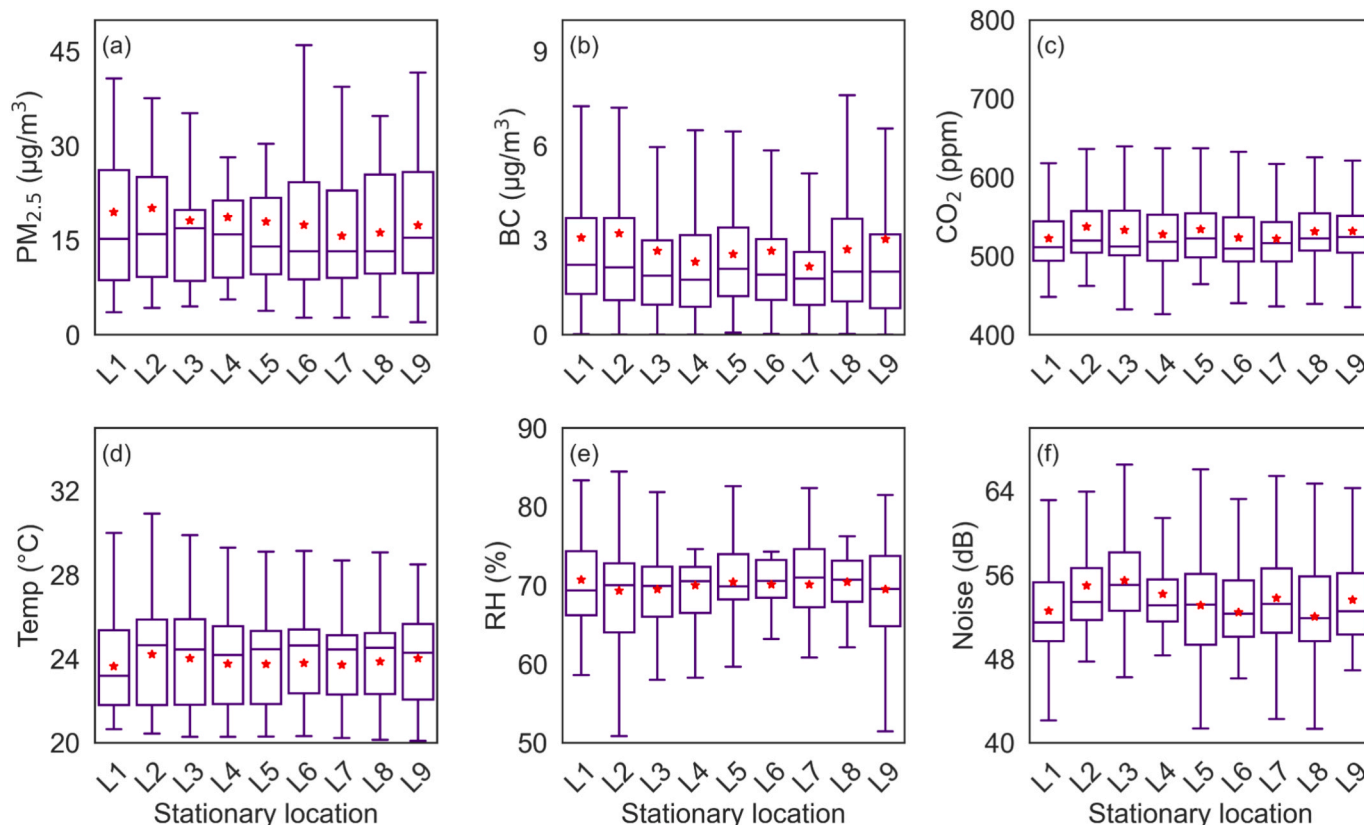 (a)
PM₂.₅ (µg/m³)
45
30
15
0
L1 L2 L3 L4 L5 L6 L7 L8 L9
(b)
BC (µg/m³)
9
6
3
0
L1 L2 L3 L4 L5 L6 L7 L8 L9
(c)
CO₂ (ppm)
800
700
600
500
400
L1 L2 L3 L4 L5 L6 L7 L8 L9
(d)
Temp (°C)
32
28
24
20
L1 L2 L3 L4 L5 L6 L7 L8 L9
Stationary location
(e)
RH (%)
90
80
70
60
50
L1 L2 L3 L4 L5 L6 L7 L8 L9
Stationary location
(f)
Noise (dB)
64
56
48
40
L1 L2 L3 L4 L5 L6 L7 L8 L9
Stationary location